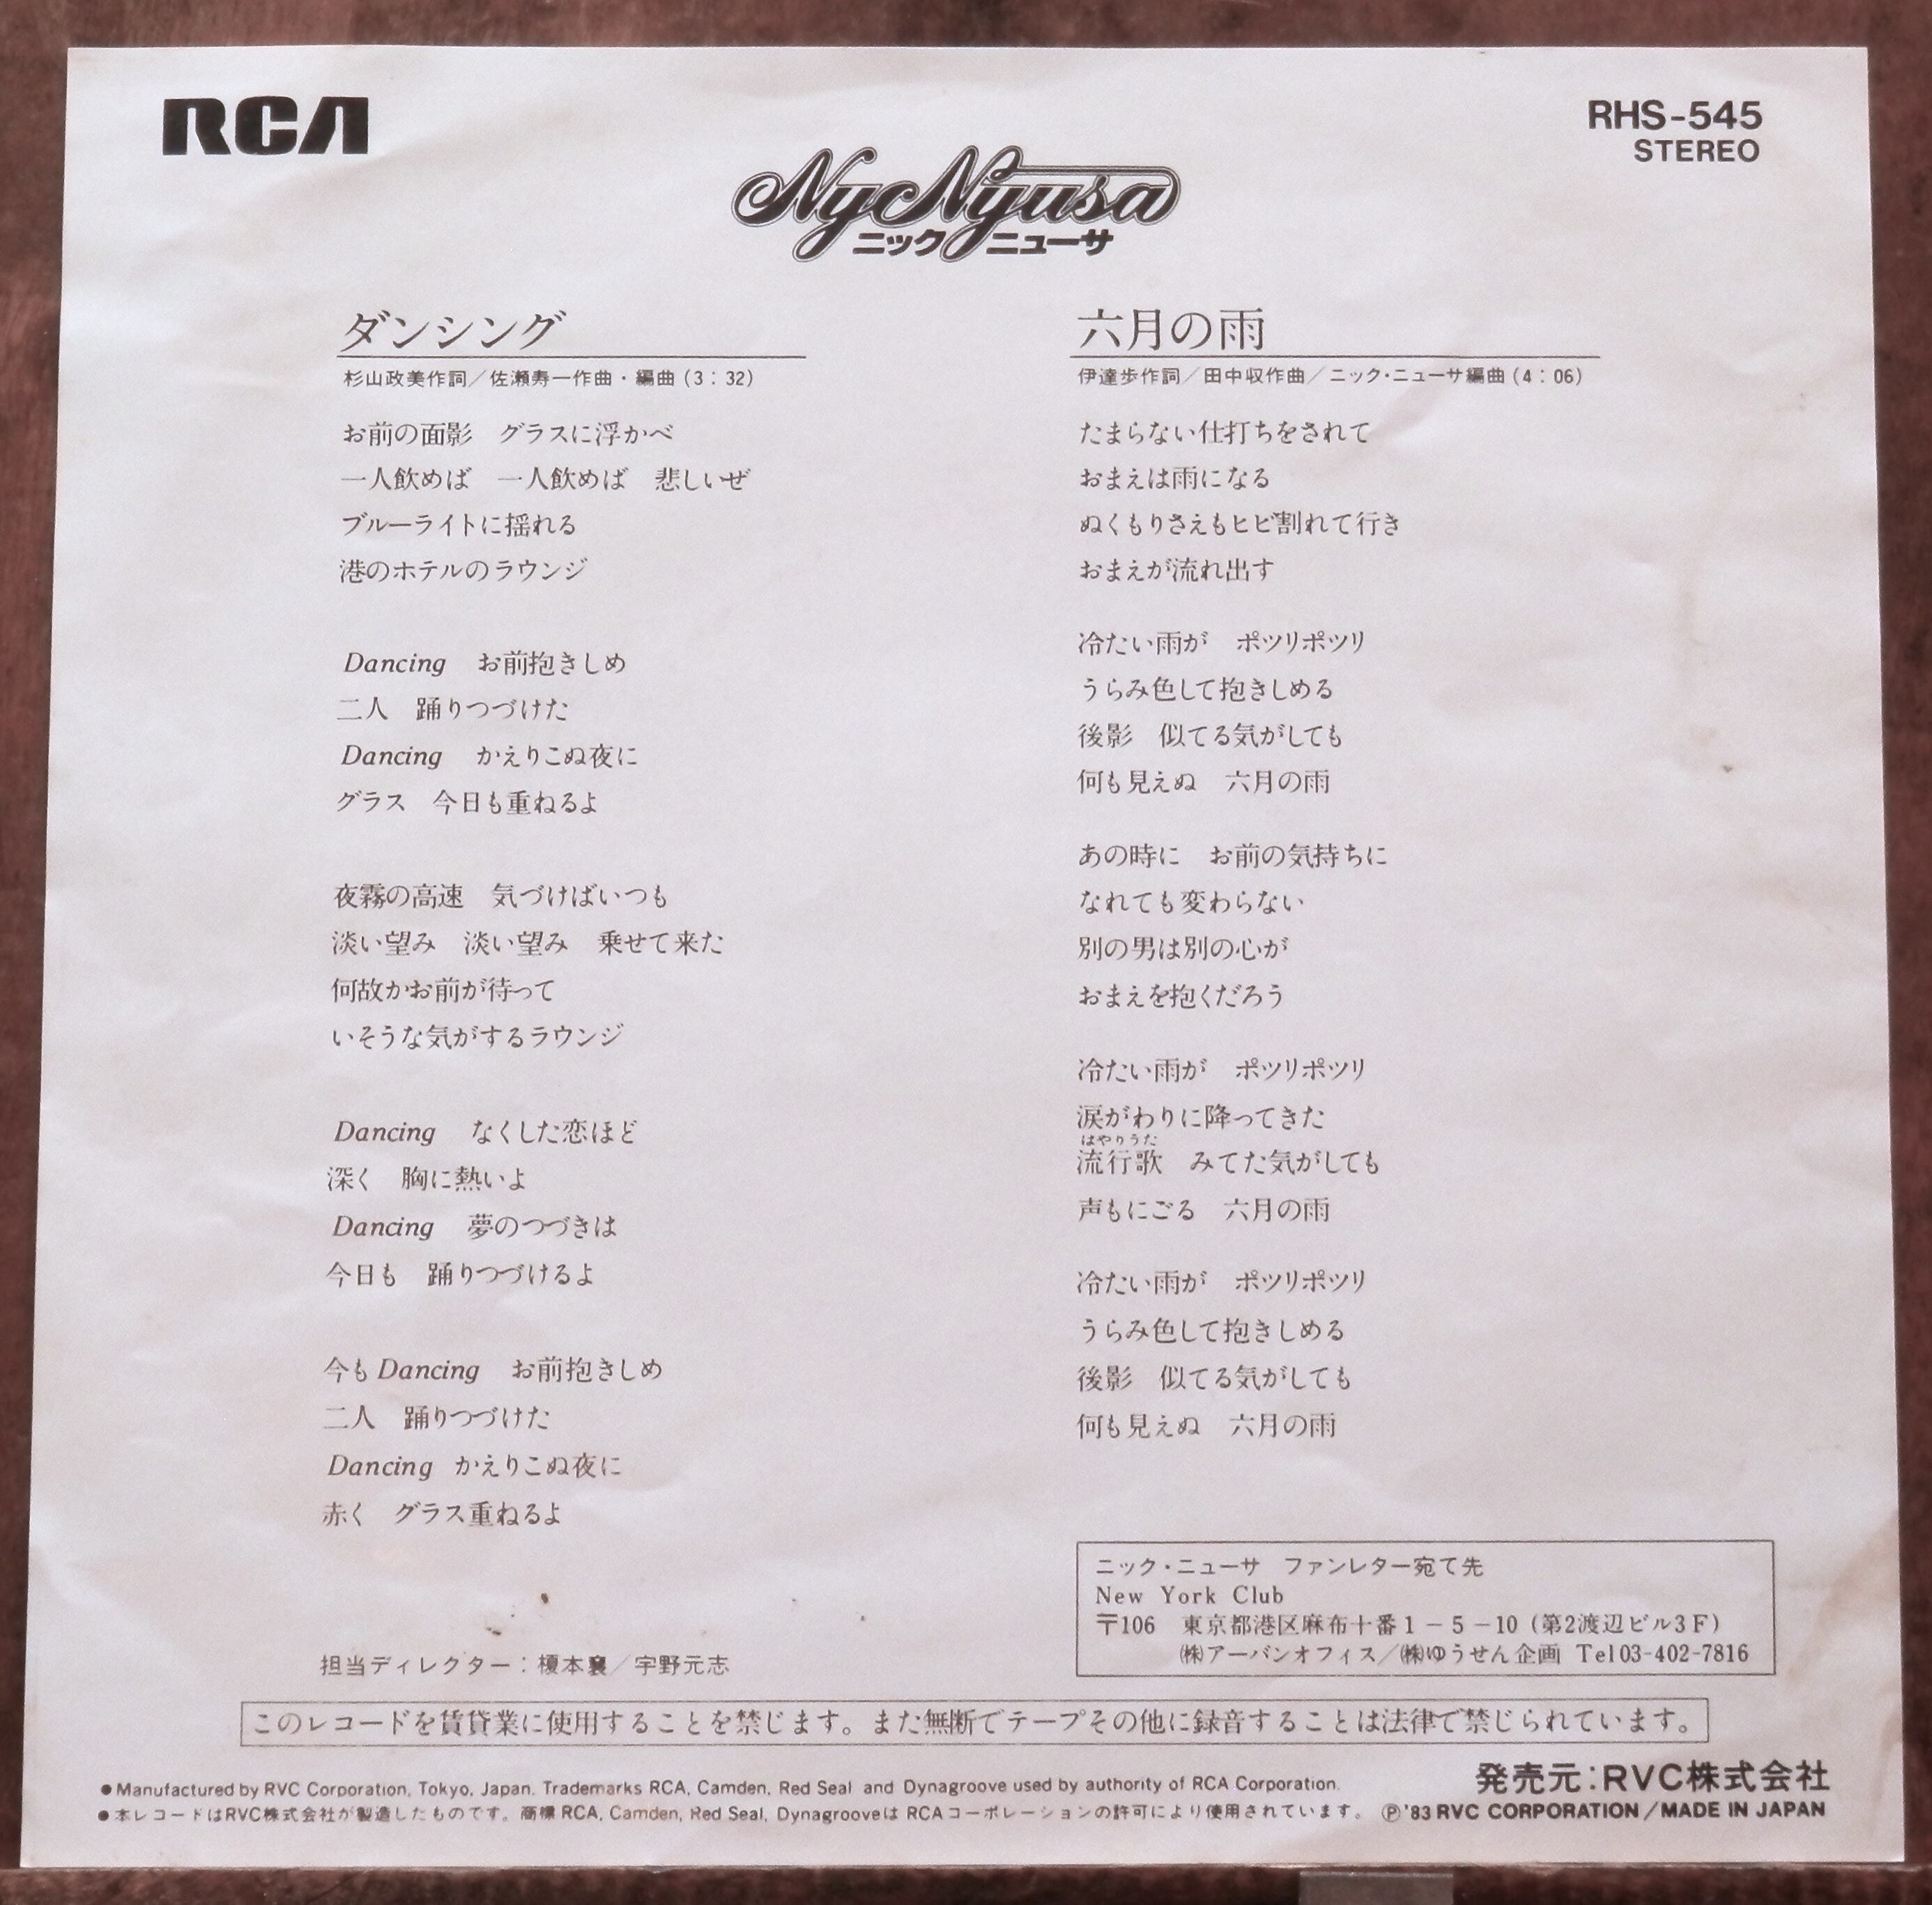 RCA
RHS-545
STEREO
NycNyusa
ニック ニューサ
ダンシング
杉山政美作詞／佐瀬寿一作曲・編曲(3：32)
お前の面影　グラスに浮かべ
一人飲めば　一人飲めば　悲しいぜ
ブルーライトに揺れる
港のホテルのラウンジ
Dancing　お前抱きしめ
二人　踊りつづけた
Dancing　かえりこぬ夜に
グラス　今日も重ねるよ
夜霧の高速　気づけばいつも
淡い望み　淡い望み　乗せて来た
何故かお前が待って
いそうな気がするラウンジ
Dancing　なくした恋ほど
深く　胸に熱いよ
Dancing　夢のつづきは
今日も　踊りつづけるよ
今もDancing　お前抱きしめ
二人　踊りつづけた
Dancing　かえりこぬ夜に
赤く　グラス重ねるよ
担当ディレクター：榎本襄／宇野元志
六月の雨
伊達歩作詞／田中収作曲／ニック・ニューサ編曲(4：06)
たまらない仕打ちをされて
おまえは雨になる
ぬくもりさえもヒビ割れて行き
おまえが流れ出す
冷たい雨が　ポツリポツリ
うらみ色して抱きしめる
後影　似てる気がしても
何も見えぬ　六月の雨
あの時に　お前の気持ちに
なれても変わらない
別の男は別の心が
おまえを抱くだろう
冷たい雨が　ポツリポツリ
涙がわりに降ってきた
はやりうた
流行歌　みてた気がしても
声もにごる　六月の雨
冷たい雨が　ポツリポツリ
うらみ色して抱きしめる
後影　似てる気がしても
何も見えぬ　六月の雨
ニック・ニューサ　ファンレター宛て先
New York Club
〒106　東京都港区麻布十番1－5－10（第2渡辺ビル3F）
㈱アーバンオフィス／㈱ゆうせん企画 Tel03-402-7816
このレコードを賃貸業に使用することを禁じます。また無断でテープその他に録音することは法律で禁じられています。
●Manufactured by RVC Corporation, Tokyo, Japan. Trademarks RCA, Camden, Red Seal and Dynagroove used by authority of RCA Corporation.
●本レコードはRVC株式会社が製造したものです。商標RCA, Camden, Red Seal, DynagrooveはRCAコーポレーションの許可により使用されています。
発売元：RVC株式会社
Ⓟ'83 RVC CORPORATION／MADE IN JAPAN